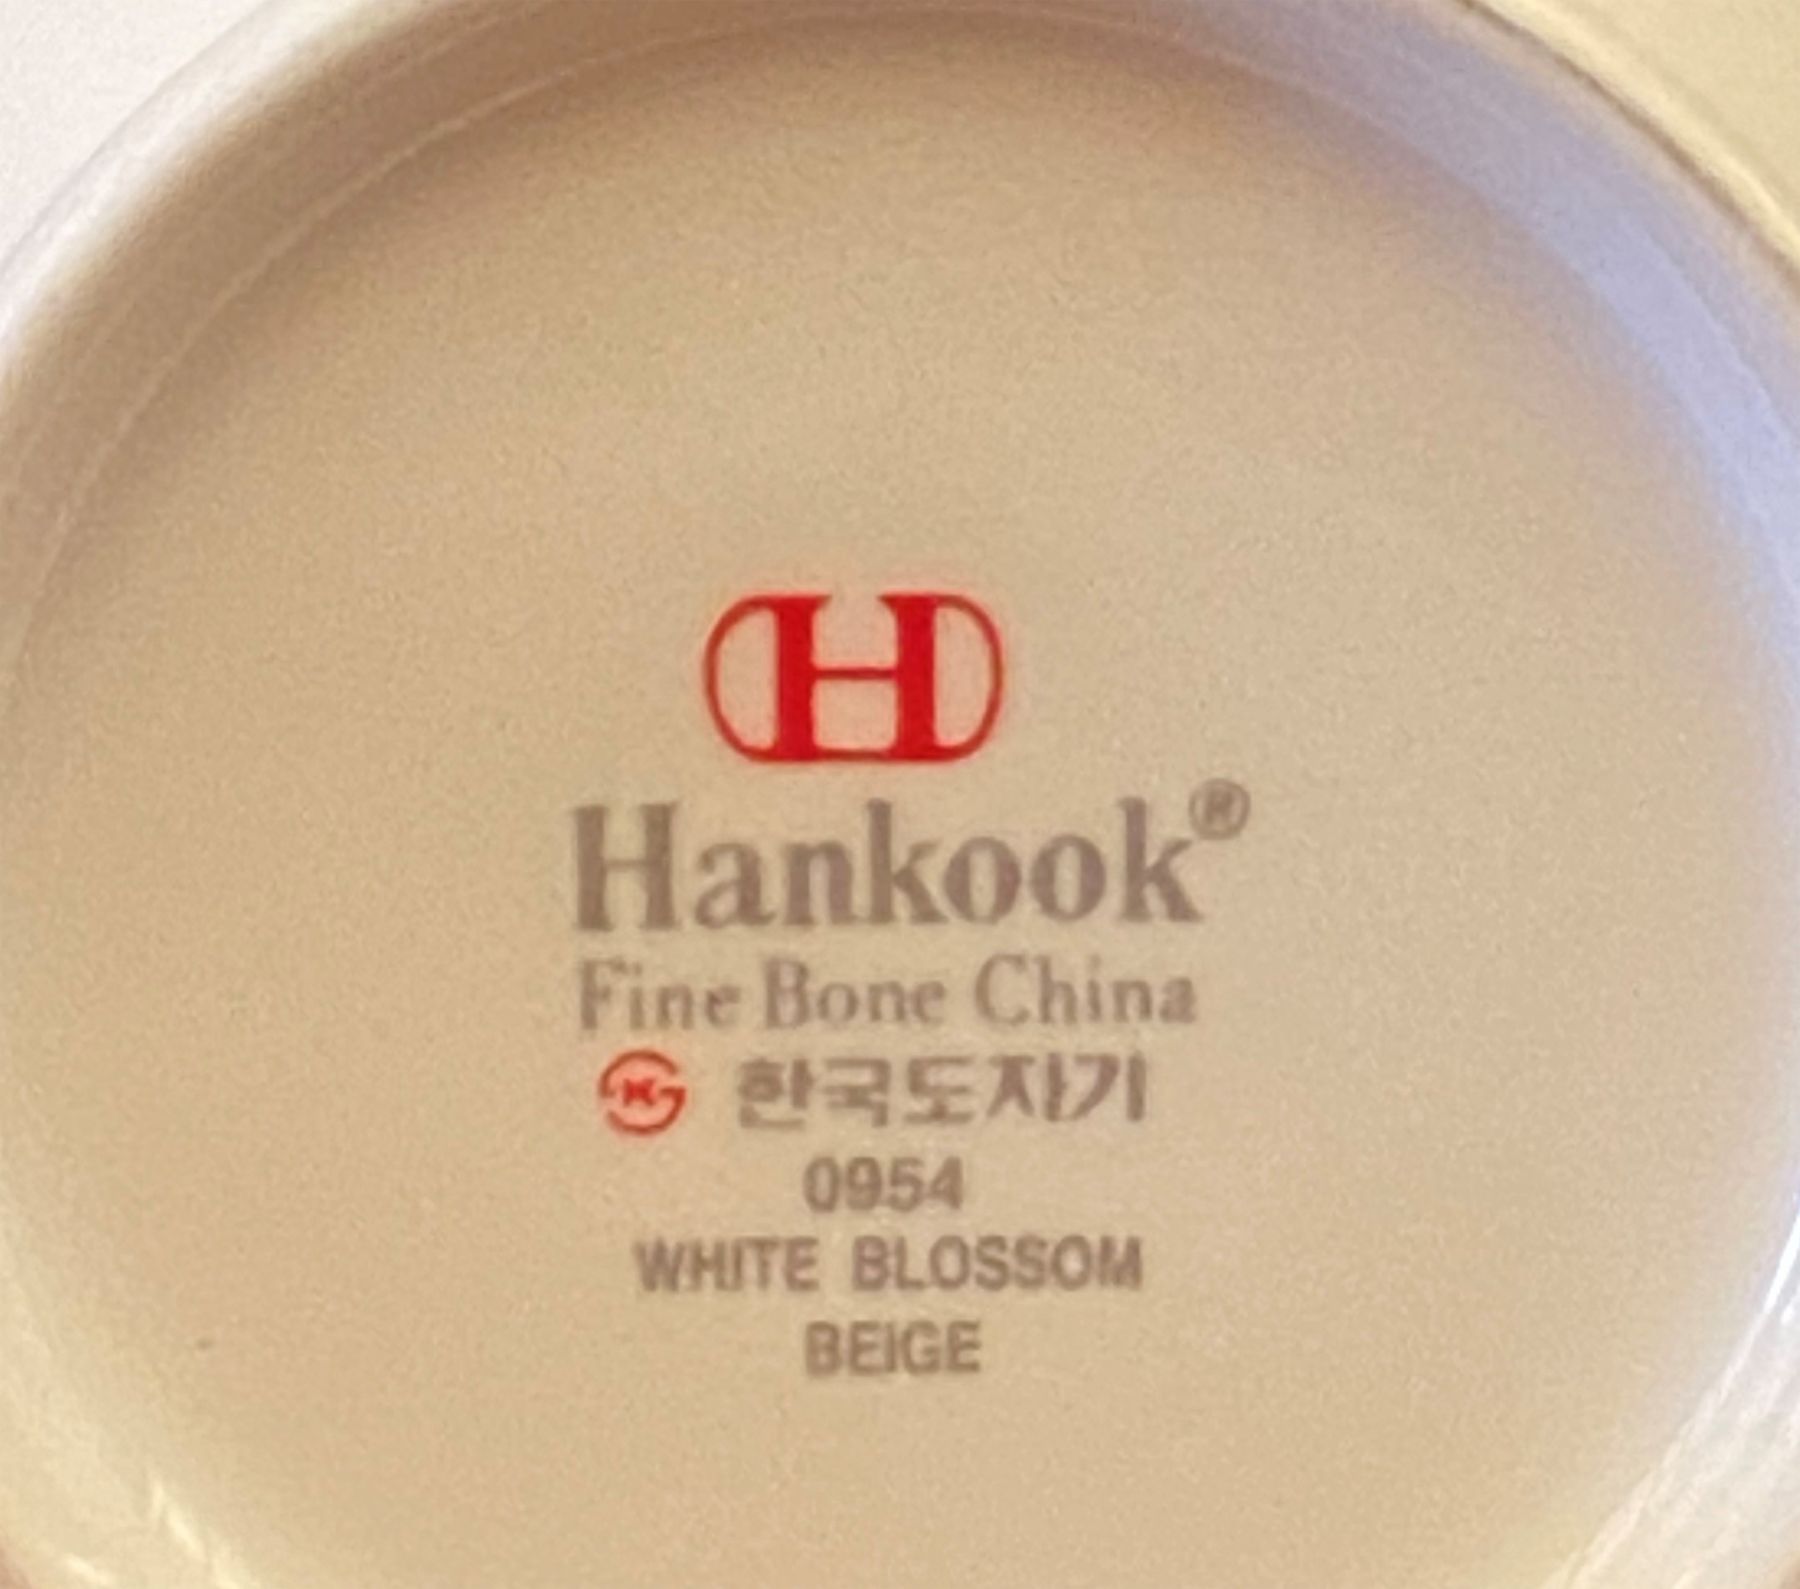 H
Hankook®
Fine Bone China
한국도자기
0954
WHITE BLOSSOM
BEIGE